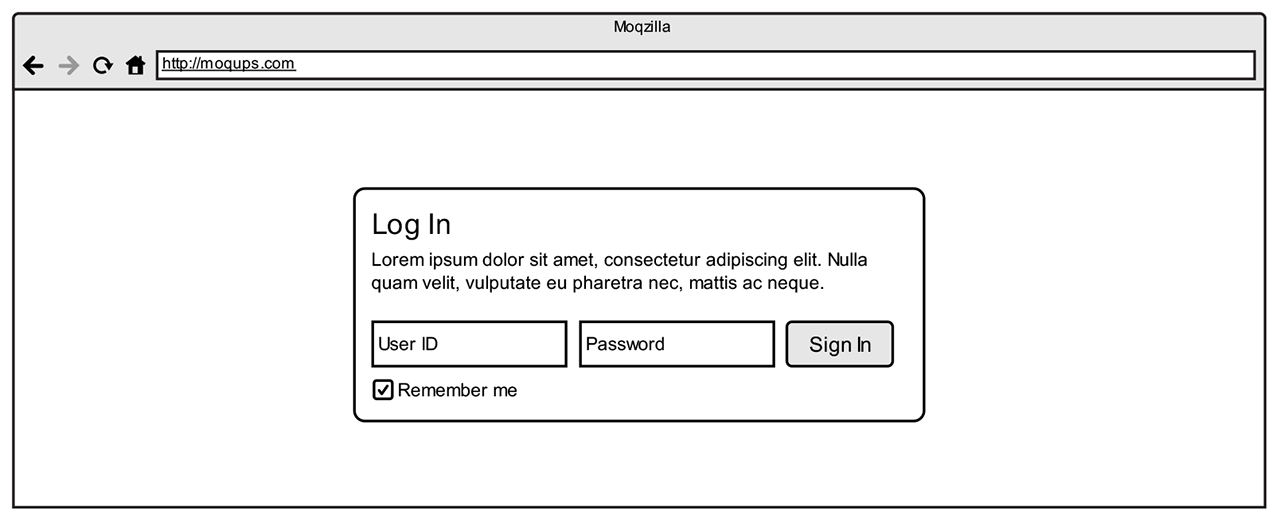 Moqzilla
http://moqups.com
Log In
Lorem ipsum dolor sit amet, consectetur adipiscing elit. Nulla
quam velit, vulputate eu pharetra nec, mattis ac neque.
User ID
Password
Sign In
Remember me